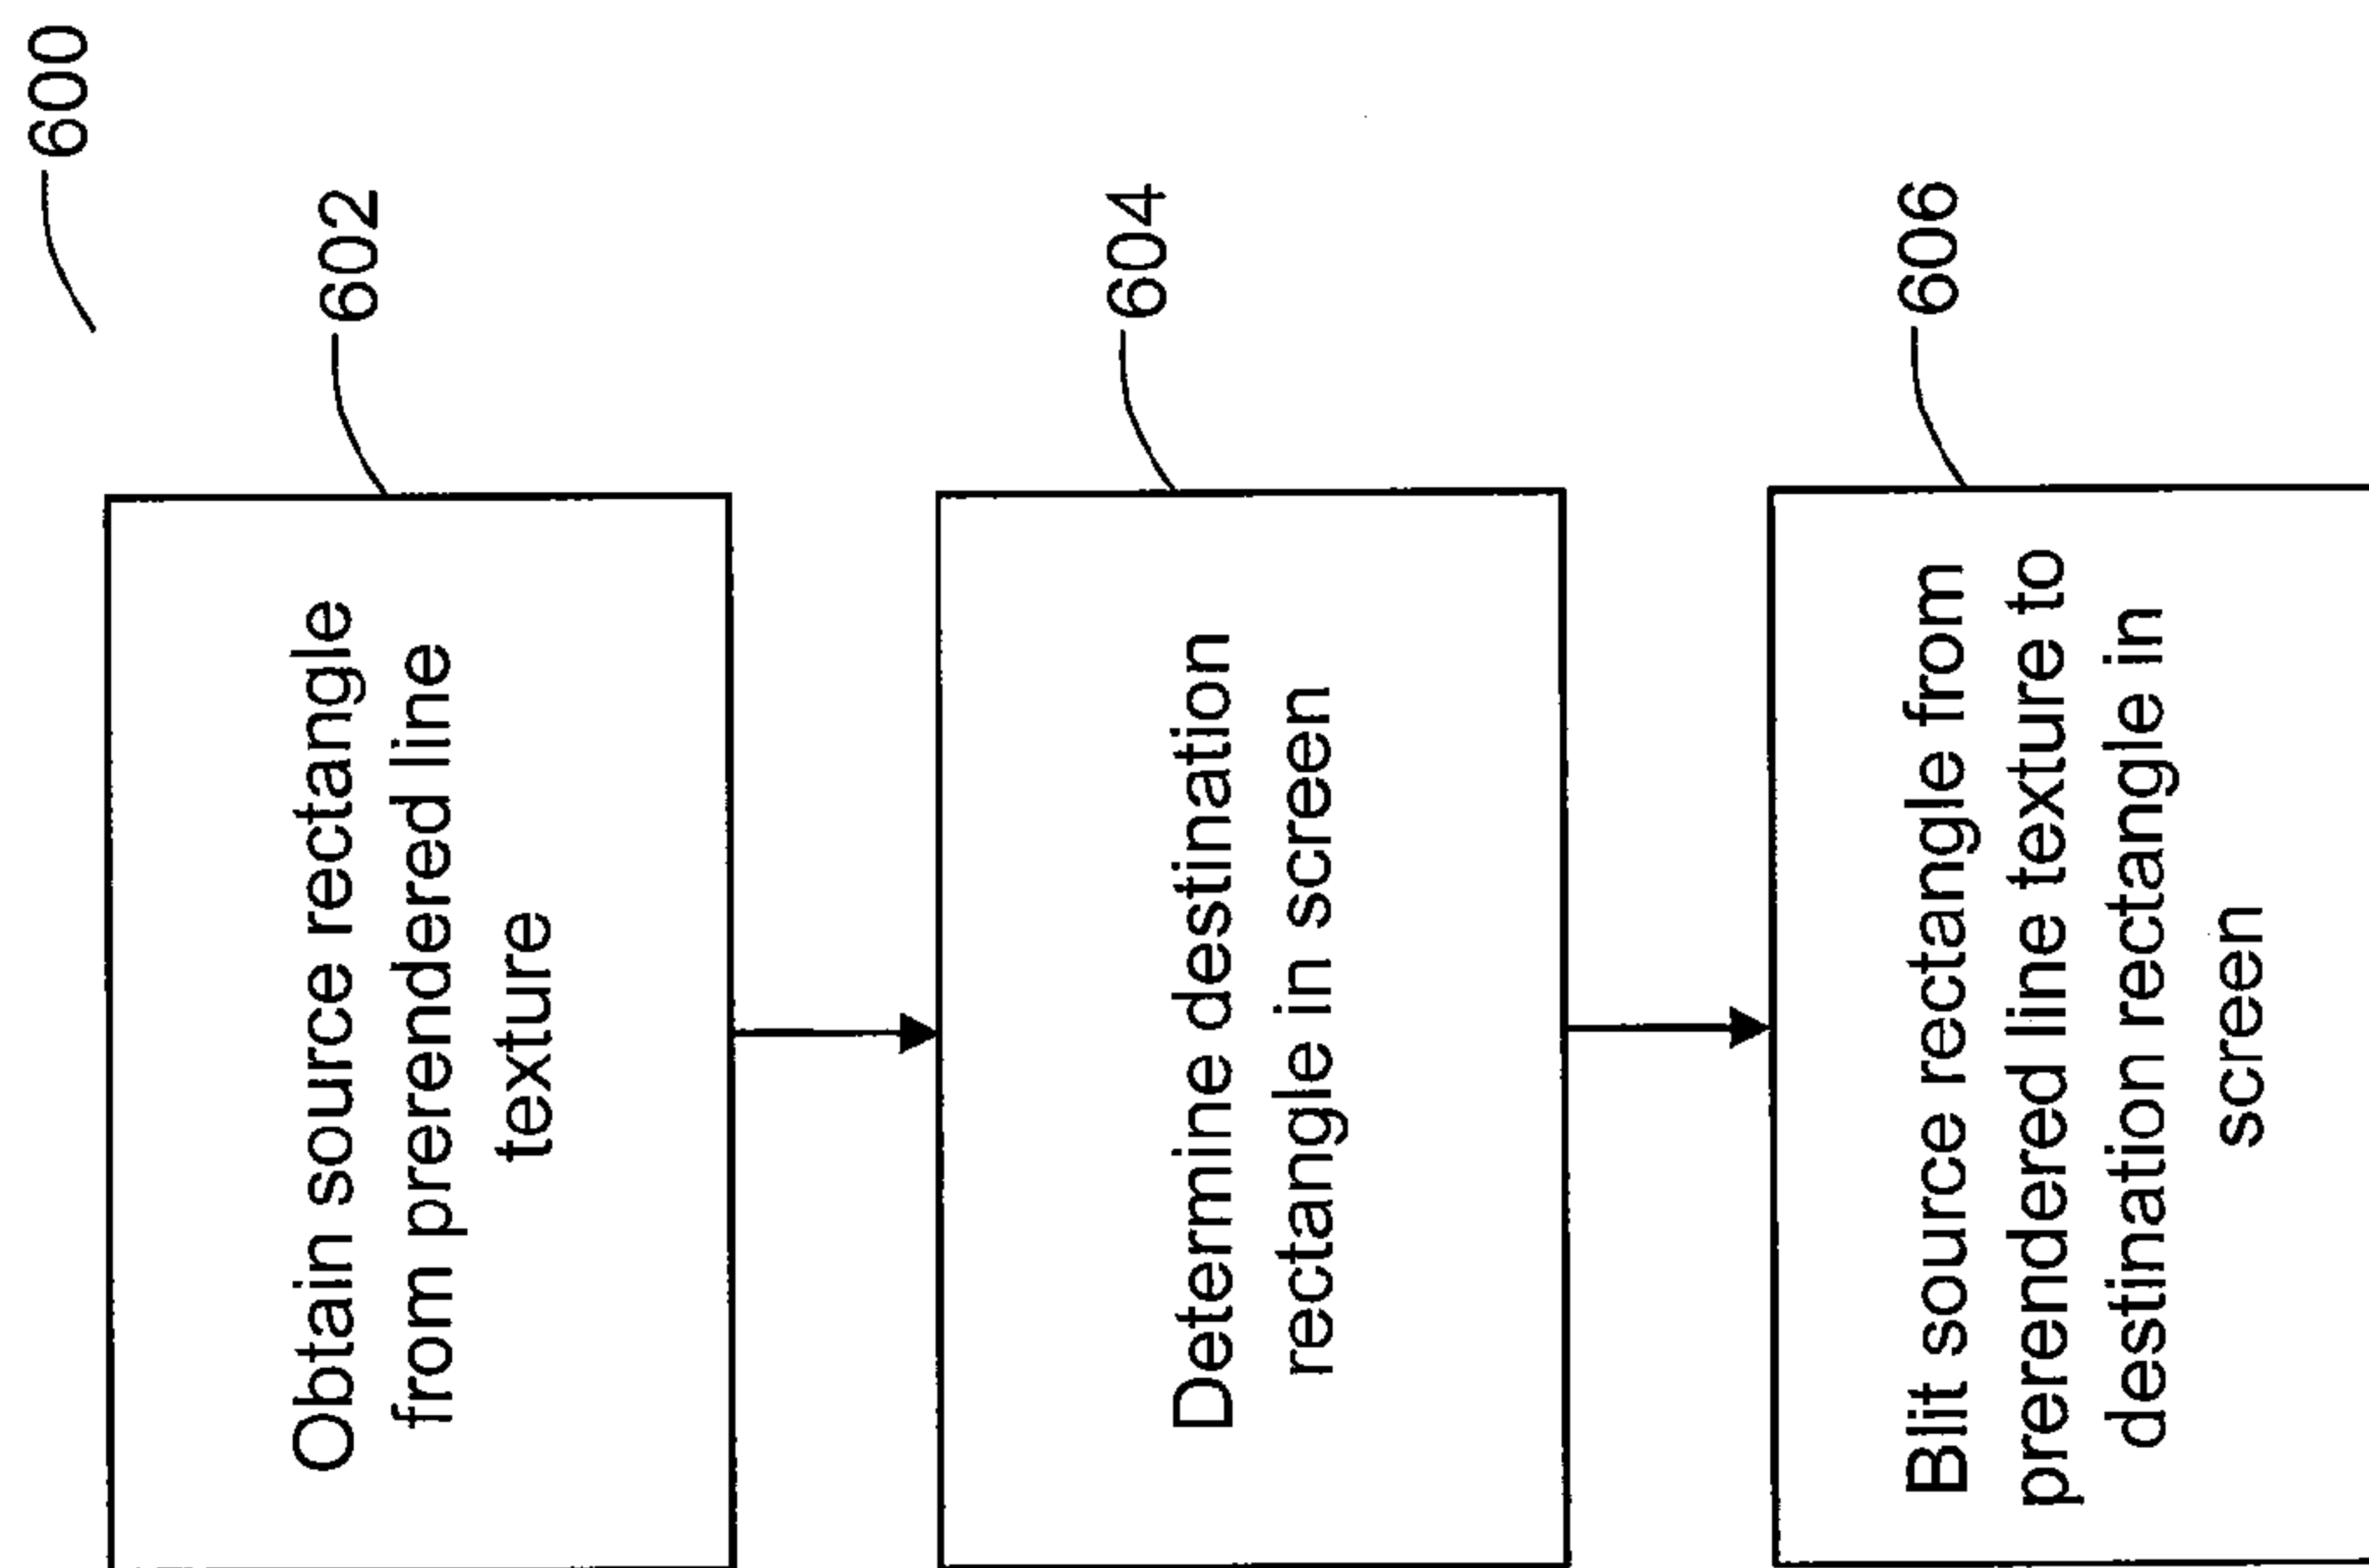 600
602
Obtain source rectangle
from prerendered line
texture
604
Determine destination
rectangle in screen
606
Blit source rectangle from
prerendered line texture to
destination rectangle in
screen